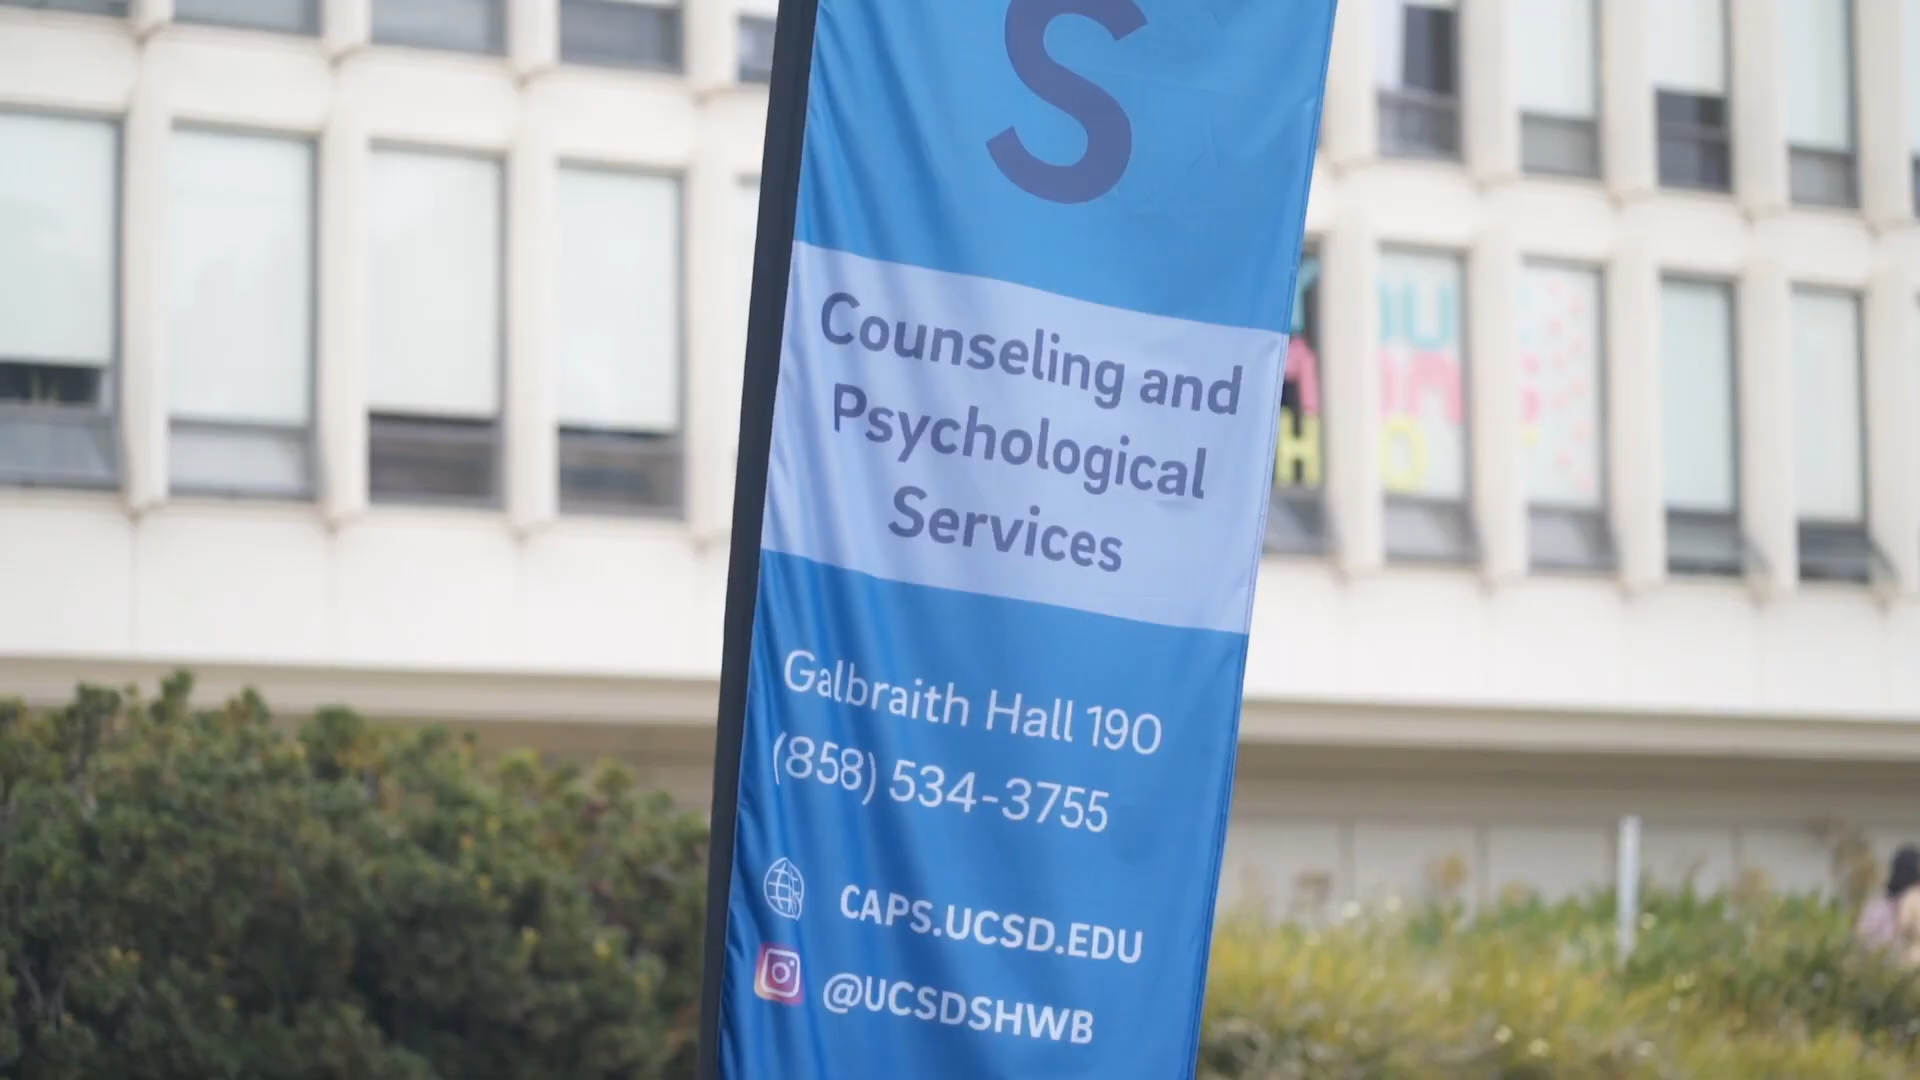 S
Counseling and
Psychological
Services
Galbraith Hall 190
(858) 534-3755
CAPS.UCSD.EDU
@UCSDSHWB